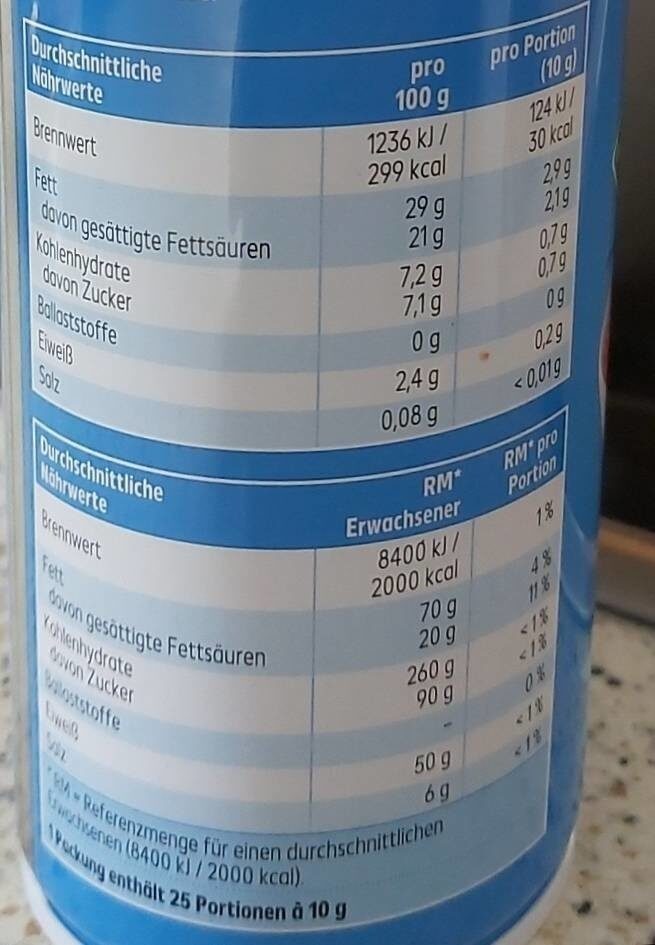 Durchschnittliche Nährwerte pro 100 g pro Portion (10 g)
Brennwert 1236 kJ / 299 kcal 124 kJ / 30 kcal
Fett 29 g 2,9 g
davon gesättigte Fettsäuren 21 g 2,1 g
Kohlenhydrate 7,2 g 0,7 g
davon Zucker 7,1 g 0,7 g
Ballaststoffe 0 g 0 g
Eiweiß 2,4 g 0,2 g
Salz 0,08 g < 0,01 g
Durchschnittliche Nährwerte RM* Erwachsener RM* pro Portion
Brennwert 8400 kJ / 2000 kcal 1 %
Fett 70 g 4 %
davon gesättigte Fettsäuren 20 g 11 %
Kohlenhydrate 260 g < 1 %
davon Zucker 90 g < 1 %
Ballaststoffe - 0 %
Eiweiß 50 g < 1 %
Salz 6 g < 1 %
*RM = Referenzmenge für einen durchschnittlichen
Erwachsenen (8400 kJ / 2000 kcal).
1 Packung enthält 25 Portionen à 10 g